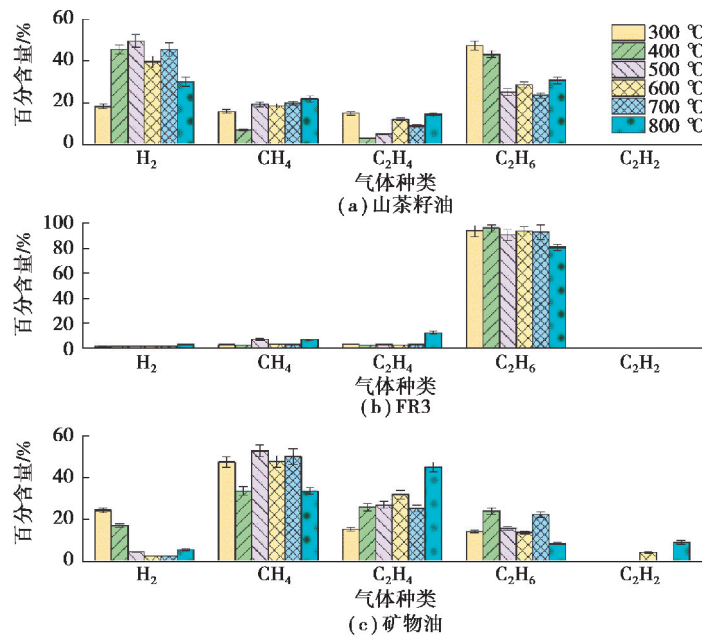 60
40
20
0
百分含量/%
300 ℃
400 ℃
500 ℃
600 ℃
700 ℃
800 ℃
H₂ CH₄ C₂H₄ C₂H₆ C₂H₂
气体种类
(a)山茶籽油
100
80
60
40
20
0
百分含量/%
H₂ CH₄ C₂H₄ C₂H₆ C₂H₂
气体种类
(b)FR3
60
40
20
0
百分含量/%
H₂ CH₄ C₂H₄ C₂H₆ C₂H₂
气体种类
(c)矿物油